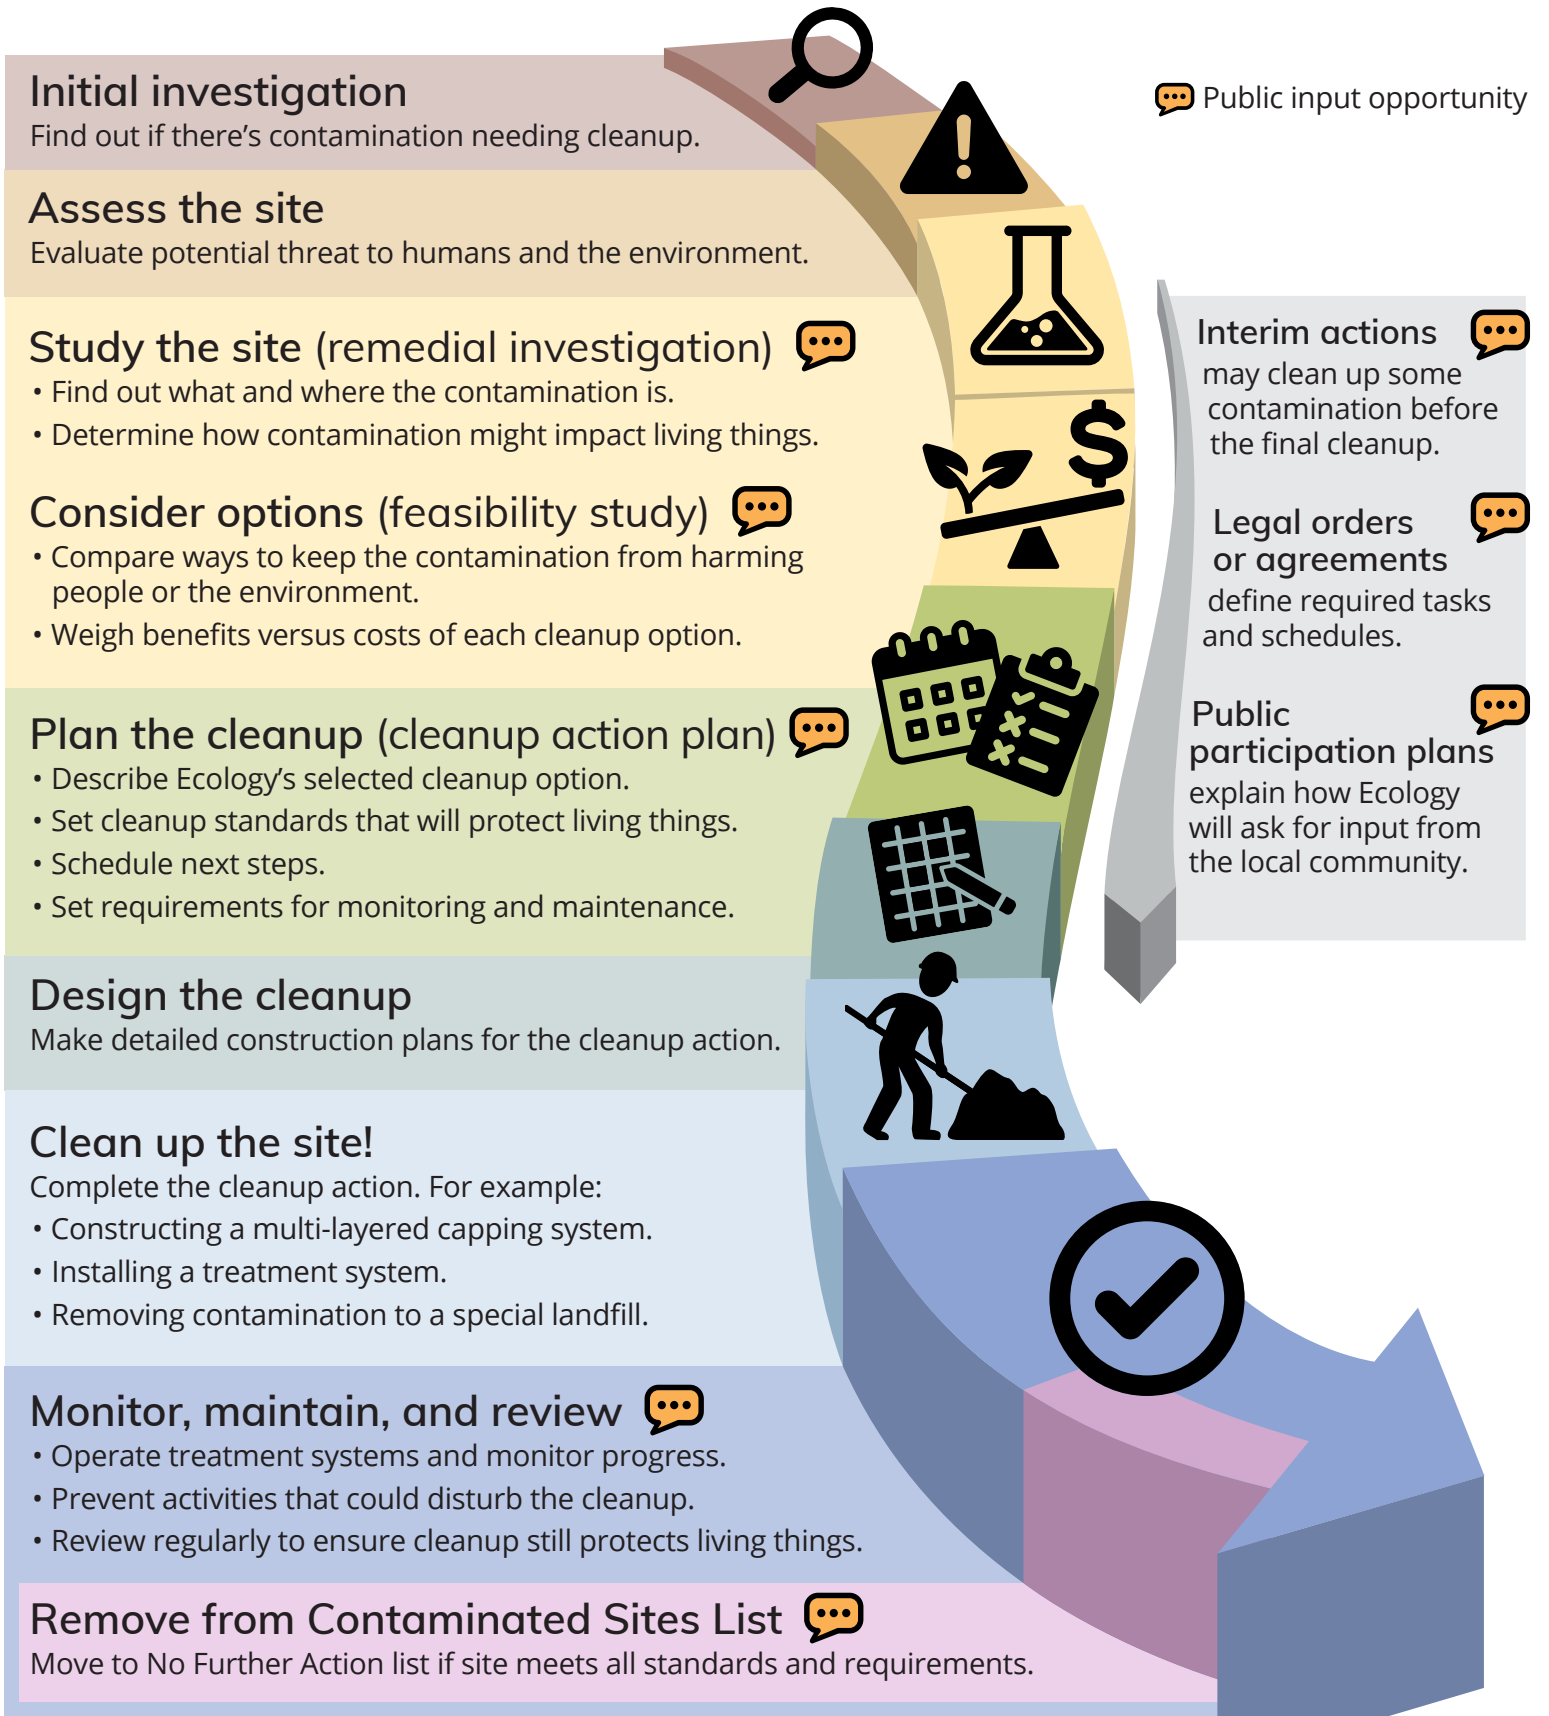 Initial investigation
Find out if there's contamination needing cleanup.
Public input opportunity
Assess the site
Evaluate potential threat to humans and the environment.
Study the site (remedial investigation)
• Find out what and where the contamination is.
• Determine how contamination might impact living things.
Consider options (feasibility study)
• Compare ways to keep the contamination from harming
people or the environment.
• Weigh benefits versus costs of each cleanup option.
$
Plan the cleanup (cleanup action plan)
• Describe Ecology's selected cleanup option.
• Set cleanup standards that will protect living things.
• Schedule next steps.
• Set requirements for monitoring and maintenance.
Design the cleanup
Make detailed construction plans for the cleanup action.
Clean up the site!
Complete the cleanup action. For example:
• Constructing a multi-layered capping system.
• Installing a treatment system.
• Removing contamination to a special landfill.
Monitor, maintain, and review
• Operate treatment systems and monitor progress.
• Prevent activities that could disturb the cleanup.
• Review regularly to ensure cleanup still protects living things.
Remove from Contaminated Sites List
Move to No Further Action list if site meets all standards and requirements.
Interim actions
may clean up some
contamination before
the final cleanup.
Legal orders
or agreements
define required tasks
and schedules.
Public
participation plans
explain how Ecology
will ask for input from
the local community.